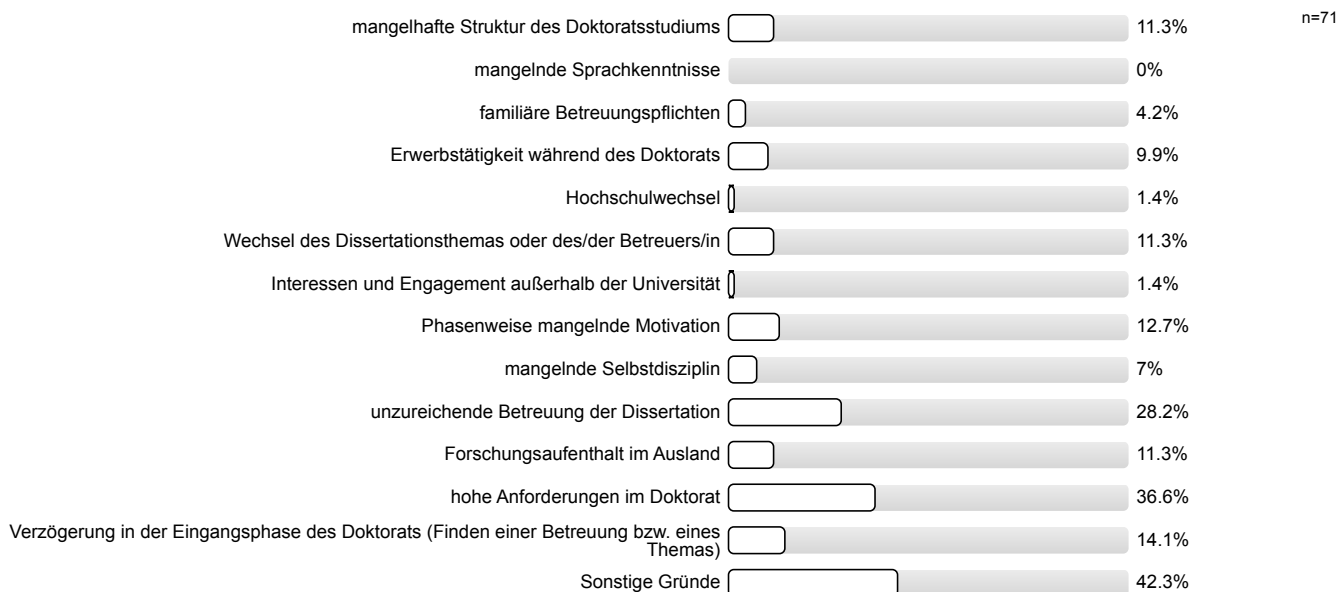 mangelhafte Struktur des Doktoratsstudiums 11.3% n=71
mangelnde Sprachkenntnisse 0%
familiäre Betreuungspflichten 4.2%
Erwerbstätigkeit während des Doktorats 9.9%
Hochschulwechsel 1.4%
Wechsel des Dissertationsthemas oder des/der Betreuers/in 11.3%
Interessen und Engagement außerhalb der Universität 1.4%
Phasenweise mangelnde Motivation 12.7%
mangelnde Selbstdisziplin 7%
unzureichende Betreuung der Dissertation 28.2%
Forschungsaufenthalt im Ausland 11.3%
hohe Anforderungen im Doktorat 36.6%
Verzögerung in der Eingangsphase des Doktorats (Finden einer Betreuung bzw. eines
Themas) 14.1%
Sonstige Gründe 42.3%